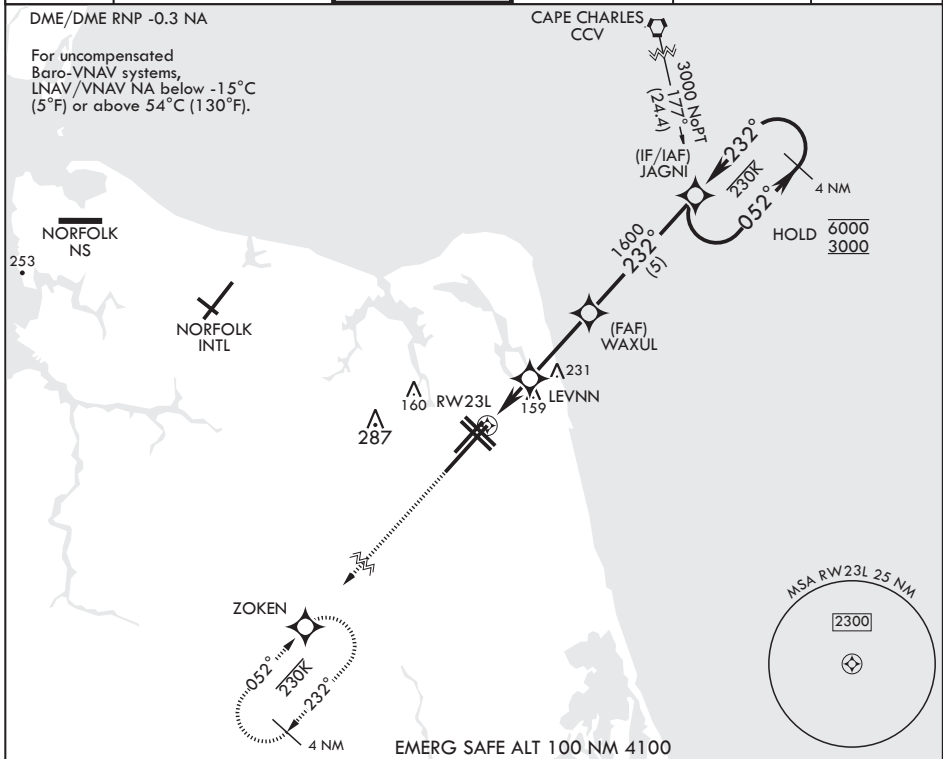 DME/DME RNP -0.3 NA
For uncompensated
Baro-VNAV systems,
LNAV/VNAV NA below -15°C
(5°F) or above 54°C (130°F).
CAPE CHARLES
CCV
3000 NoPT
177°
(24.4)
(IF/IAF)
JAGNI
232°
230K
052°
4 NM
HOLD
6000
3000
1600
232°
(5)
NORFOLK
NS
253
NORFOLK
INTL
(FAF)
WAXUL
231
LEVNN
159
160
RW23L
287
ZOKEN
052°
230K
232°
4 NM
MSA RW23L 25 NM
2300
EMERG SAFE ALT 100 NM 4100